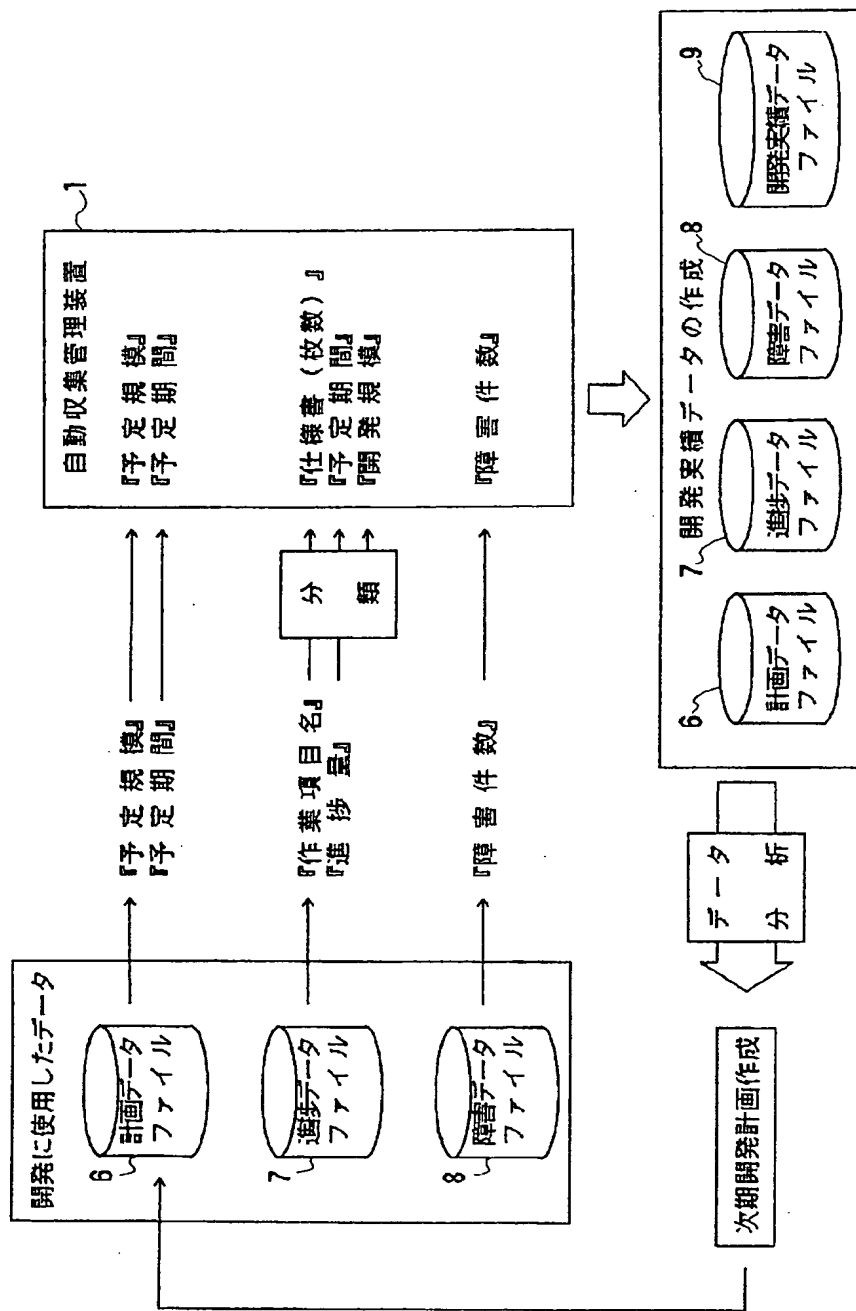 開発に使用したデータ
6
計画データ
ファイル
7
進捗データ
ファイル
8
障害データ
ファイル
『予定規模』
『予定期間』
『作業項目名』
『進捗量』
『障害件数』
分類
1
自動収集管理装置
『予定規模』
『予定期間』
『仕様書(枚数)』
『予定期間』
『開発規模』
『障害件数』
開発実績データの作成
6
計画データ
ファイル
7
進捗データ
ファイル
8
障害データ
ファイル
9
開発実績データ
ファイル
データ
分析
次期開発計画作成